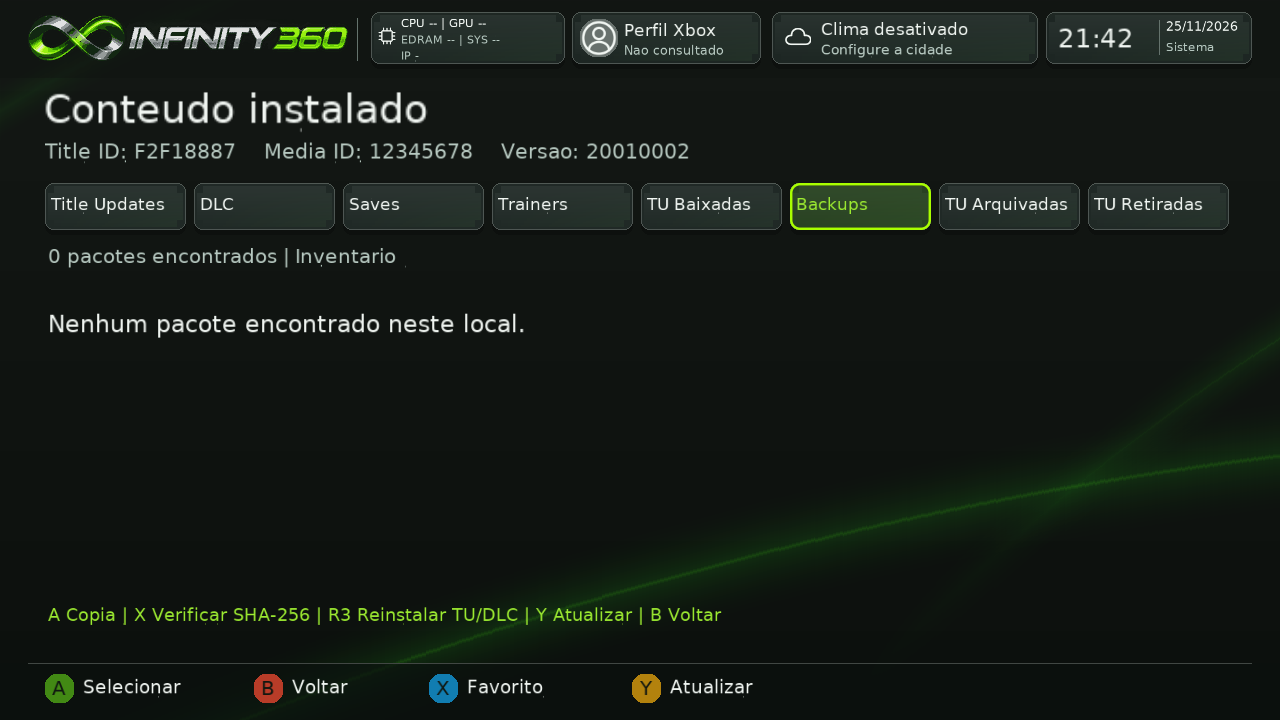 INFINITY 360
CPU -- | GPU --
EDRAM -- | SYS --
IP -
Perfil Xbox
Nao consultado
Clima desativado
Configure a cidade
21:42
25/11/2026
Sistema
Conteudo instalado
Title ID: F2F18887 Media ID: 12345678 Versao: 20010002
Title Updates
DLC
Saves
Trainers
TU Baixadas
Backups
TU Arquivadas
TU Retiradas
0 pacotes encontrados | Inventario
Nenhum pacote encontrado neste local.
A Copia | X Verificar SHA-256 | R3 Reinstalar TU/DLC | Y Atualizar | B Voltar
A Selecionar
B Voltar
X Favorito
Y Atualizar